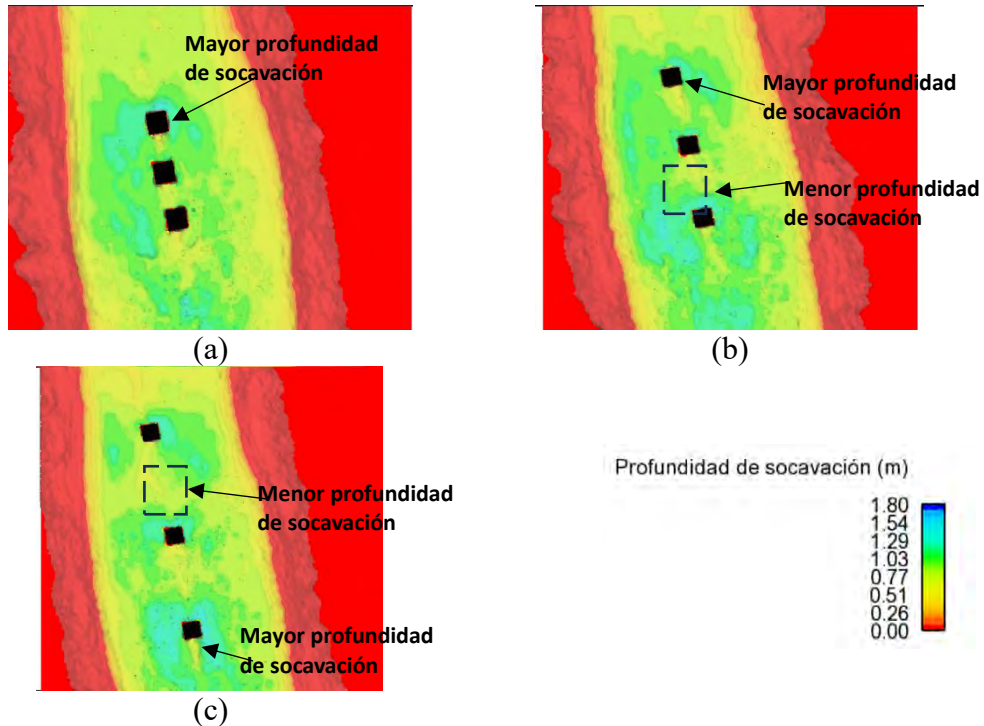 Mayor profundidad
de socavación
(a)
Mayor profundidad
de socavación
Menor profundidad
de socavación
(b)
Menor profundidad
de socavación
Mayor profundidad
de socavación
(c)
Profundidad de socavación (m)
1.80
1.54
1.29
1.03
0.77
0.51
0.26
0.00